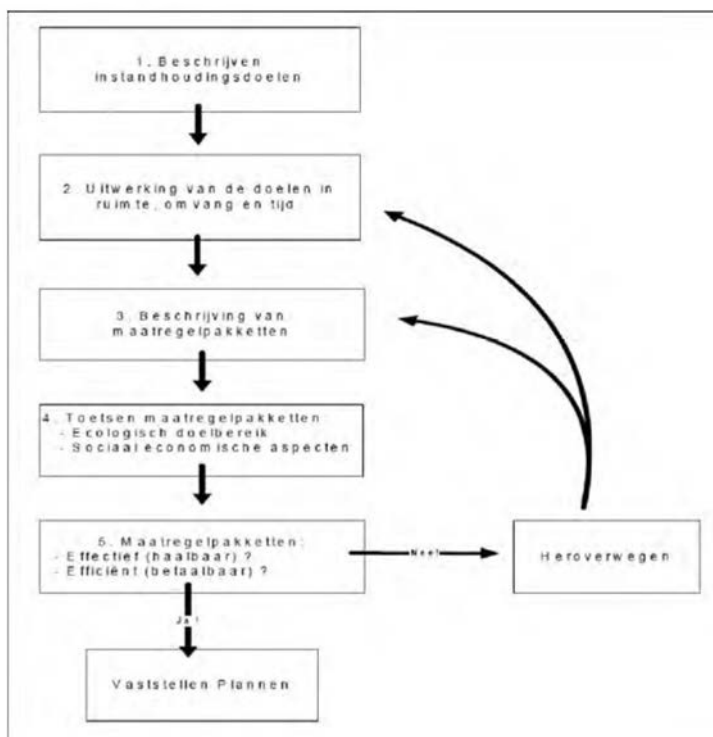 1. Beschrijven
instandhoudingsdoelen
2. Uitwerking van de doelen in
ruimte, omvang en tijd
3. Beschrijving van
maatregelpakketten
4. Toetsen maatregelpakketten:
- Ecologisch doelbereik
- Sociaal economische aspecten
5. Maatregelpakketten:
- Effectief (haalbaar) ?
- Efficiënt (betaalbaar) ?
Nee!
Heroverwegen
Ja!
Vaststellen Plannen